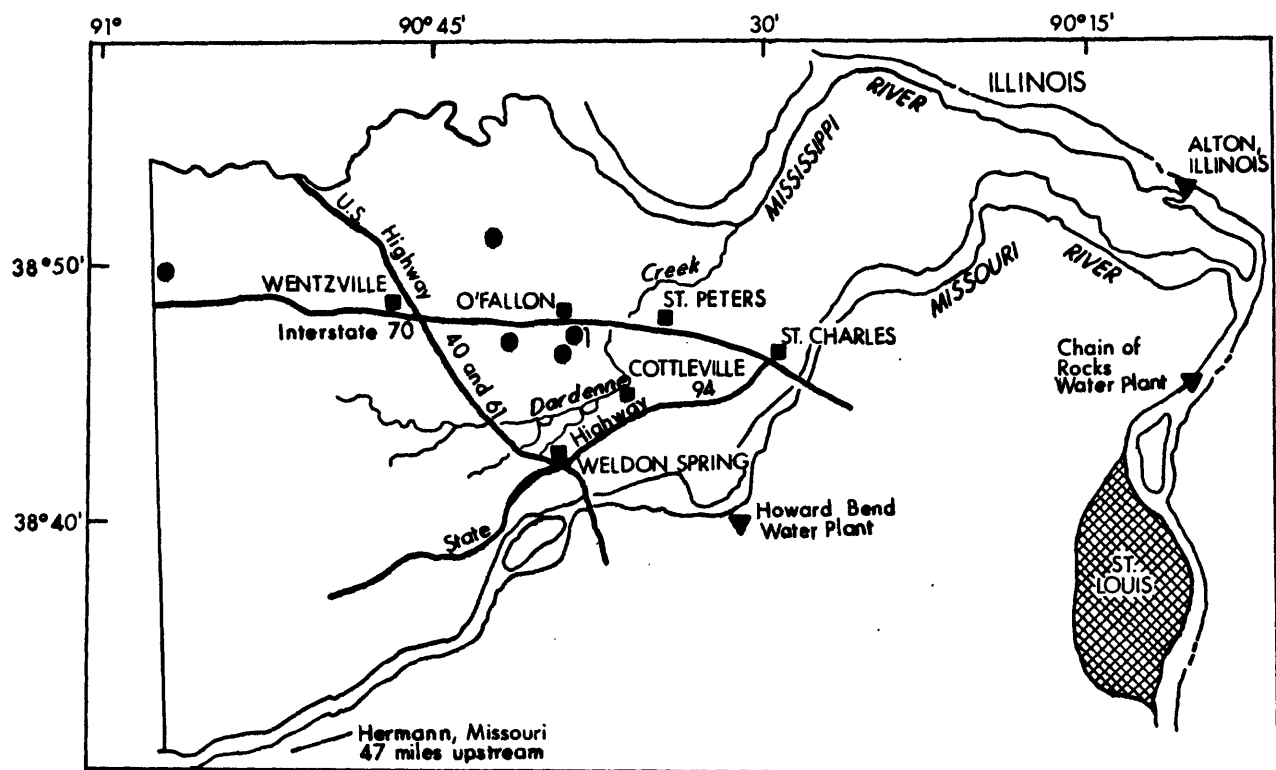 91°
90°45'
30'
90°15'
ILLINOIS
RIVER
MISSISSIPPI
ALTON,
ILLINOIS
U.S.
Highway
38°50'
Creek
MISSOURI
RIVER
WENTZVILLE
O'FALLON
ST. PETERS
Interstate 70
1
ST. CHARLES
40 and 61
COTTLEVILLE
94
Chain of
Rocks
Water Plant
Dardenne
Highway
WELDON SPRING
38°40'
State
Howard Bend
Water Plant
ST.
LOUIS
Hermann, Missouri
47 miles upstream